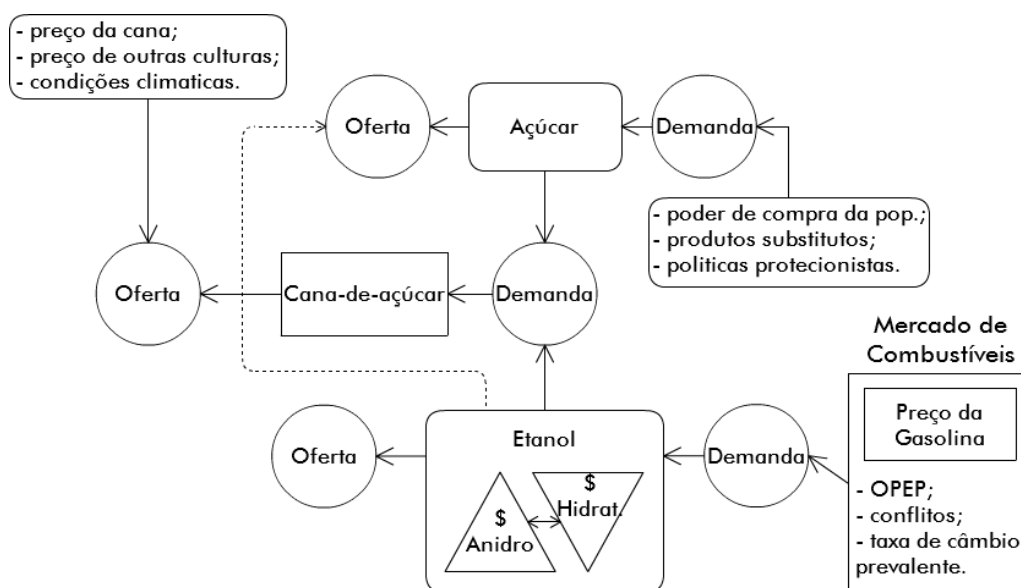 - preço da cana;
- preço de outras culturas;
- condições climaticas.
Oferta
Açúcar
Demanda
- poder de compra da pop.;
- produtos substitutos;
- politicas protecionistas.
Oferta
Cana-de-açúcar
Demanda
Mercado de
Combustíveis
Preço da
Gasolina
- OPEP;
- conflitos;
- taxa de câmbio
prevalente.
Oferta
Etanol
$
Anidro
$
Hidrat.
Demanda